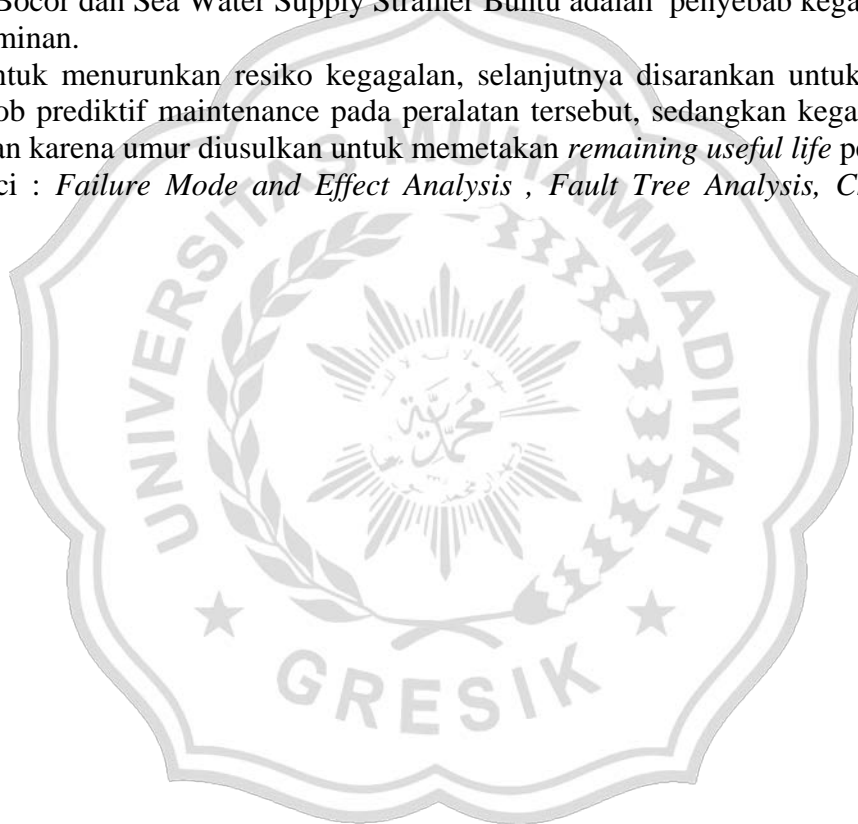 Bocor dan Sea Water Supply Strainer Buntu adalah penyebab
minan.
ntuk menurunkan resiko kegagalan, selanjutnya disarankan untuk
ob prediktif maintenance pada peralatan tersebut, sedangkan
an karena umur diusulkan untuk memetakan remaining useful life
ci : Failure Mode and Effect Analysis , Fault Tree Analysis,
UNIVERSITAS MUHAMMADIYAH
GRESIK